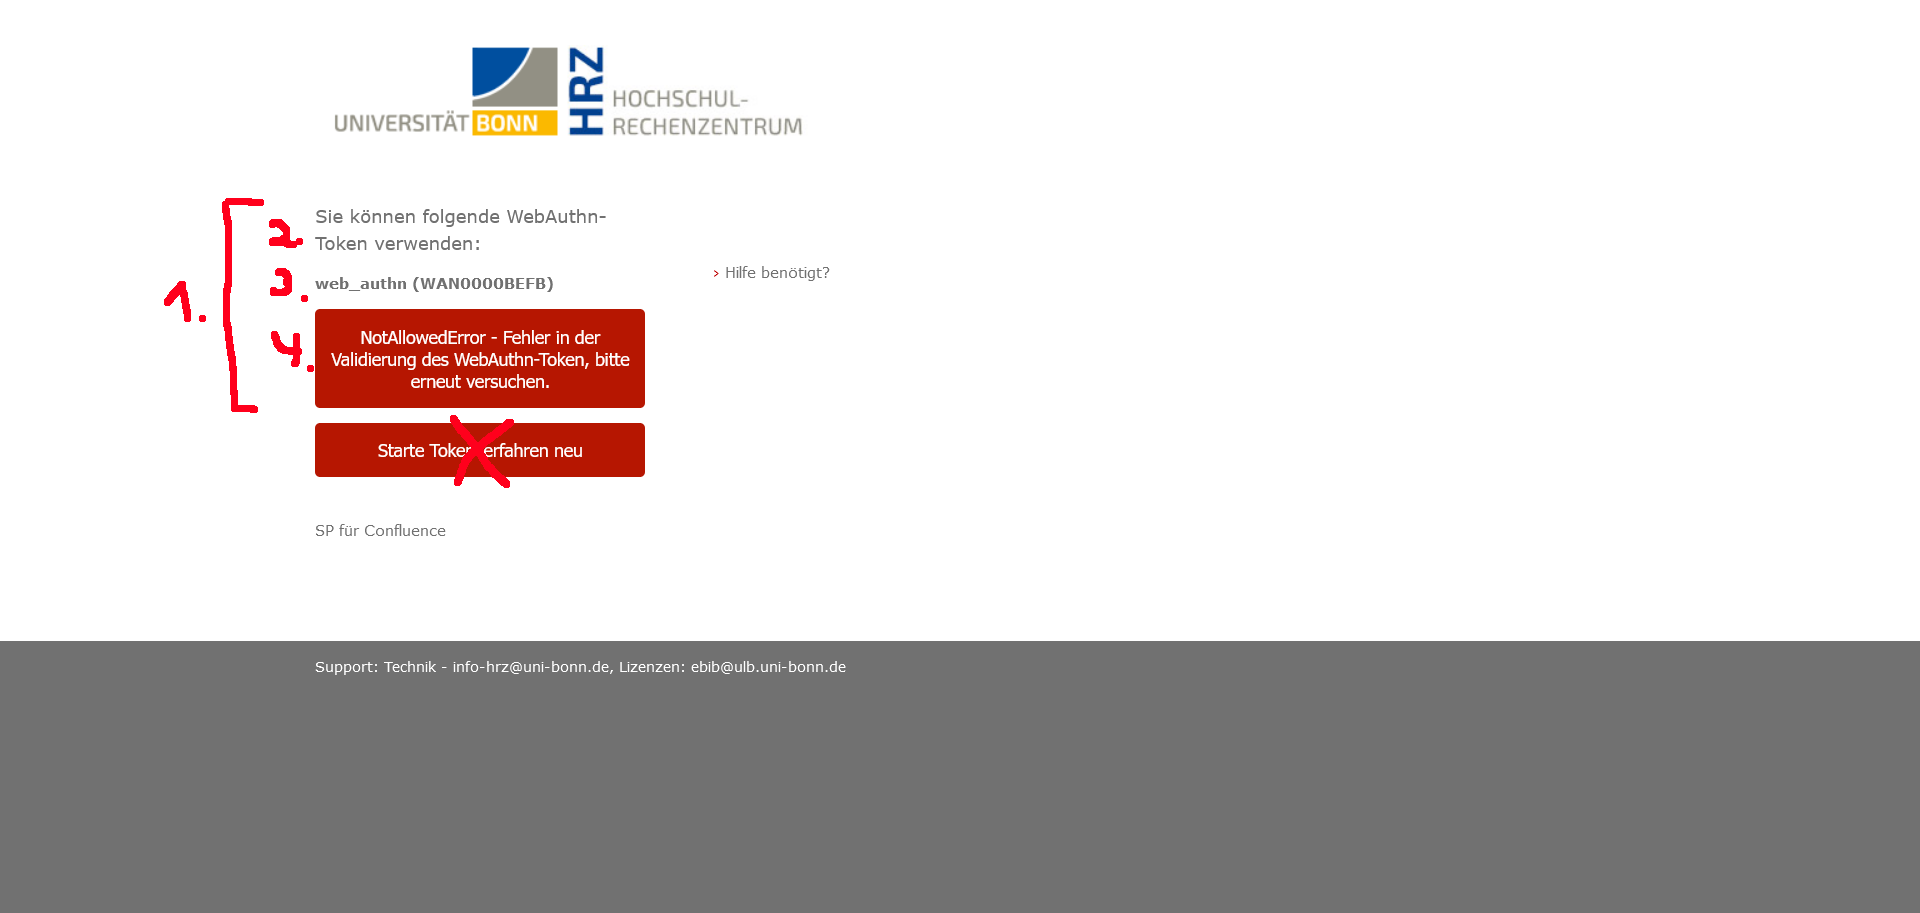 UNIVERSITÄT BONN
HRZ
HOCHSCHUL-
RECHENZENTRUM
1.
2.
Sie können folgende WebAuthn-
Token verwenden:
3.
web_authn (WAN0000BEFB)
› Hilfe benötigt?
4.
NotAllowedError - Fehler in der
Validierung des WebAuthn-Token, bitte
erneut versuchen.
Starte Tokenverfahren neu
SP für Confluence
Support: Technik - info-hrz@uni-bonn.de, Lizenzen: ebib@ulb.uni-bonn.de